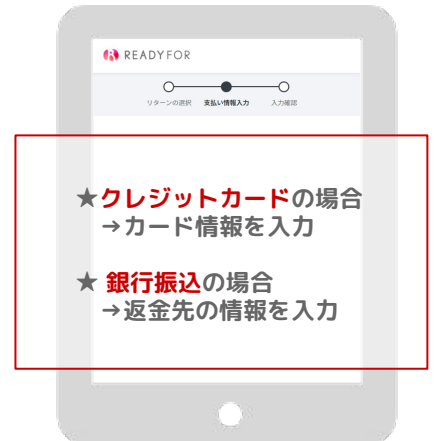 READYFOR
リターンの選択 支払い情報入力 入力確認
★クレジットカードの場合
→カード情報を入力
★ 銀行振込の場合
→返金先の情報を入力